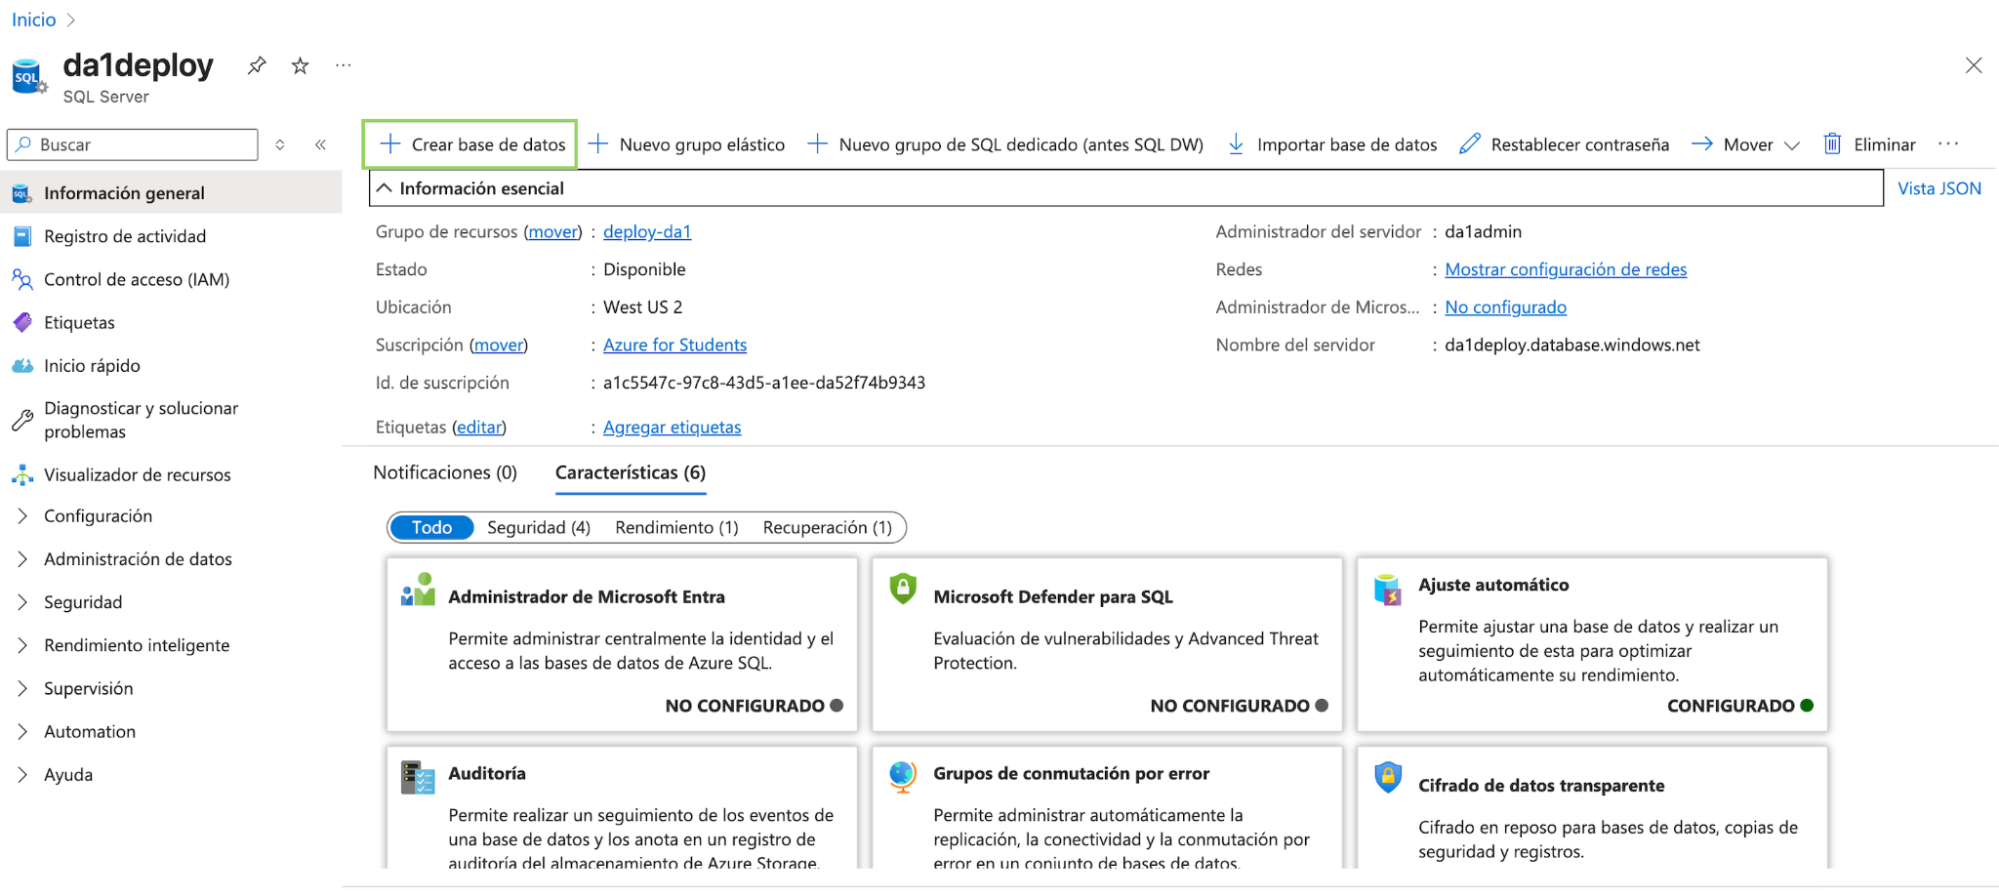 Inicio
da1deploy
SQL Server
Buscar
Crear base de datos
Nuevo grupo elástico
Nuevo grupo de SQL dedicado (antes SQL DW)
Importar base de datos
Restablecer contraseña
Mover
Eliminar
Información general
Registro de actividad
Control de acceso (IAM)
Etiquetas
Inicio rápido
Diagnosticar y solucionar
problemas
Visualizador de recursos
Configuración
Administración de datos
Seguridad
Rendimiento inteligente
Supervisión
Automation
Ayuda
Información esencial
Vista JSON
Grupo de recursos (mover) : deploy-da1
Estado : Disponible
Ubicación : West US 2
Suscripción (mover) : Azure for Students
Id. de suscripción : a1c5547c-97c8-43d5-a1ee-da52f74b9343
Etiquetas (editar) : Agregar etiquetas
Administrador del servidor : da1admin
Redes : Mostrar configuración de redes
Administrador de Micros... : No configurado
Nombre del servidor : da1deploy.database.windows.net
Notificaciones (0)
Características (6)
Todo
Seguridad (4)
Rendimiento (1)
Recuperación (1)
Administrador de Microsoft Entra
Permite administrar centralmente la identidad y el
acceso a las bases de datos de Azure SQL.
NO CONFIGURADO
Microsoft Defender para SQL
Evaluación de vulnerabilidades y Advanced Threat
Protection.
NO CONFIGURADO
Ajuste automático
Permite ajustar una base de datos y realizar un
seguimiento de esta para optimizar
automáticamente su rendimiento.
CONFIGURADO
Auditoría
Permite realizar un seguimiento de los eventos de
una base de datos y los anota en un registro de
auditoría del almacenamiento de Azure Storage.
Grupos de conmutación por error
Permite administrar automáticamente la
replicación, la conectividad y la conmutación por
error en un conjunto de bases de datos.
Cifrado de datos transparente
Cifrado en reposo para bases de datos, copias de
seguridad y registros.